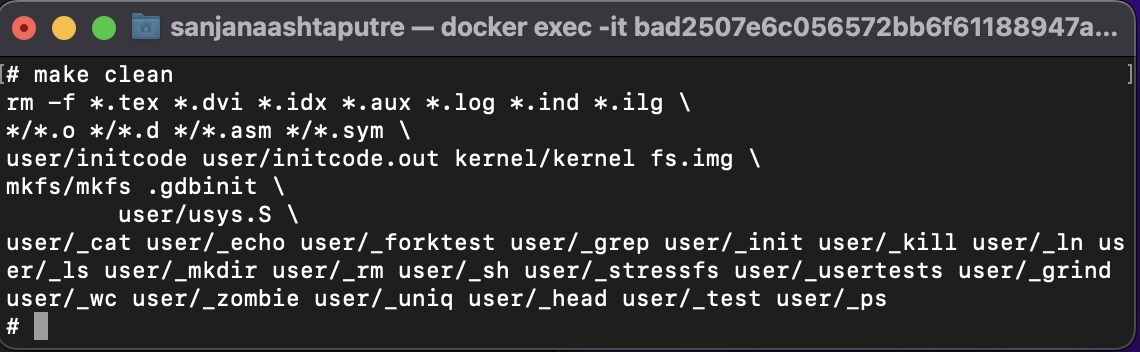 sanjanaashtaputre — docker exec -it bad2507e6c056572bb6f61188947a...
[# make clean ]
rm -f *.tex *.dvi *.idx *.aux *.log *.ind *.ilg \
*/*.o */*.d */*.asm */*.sym \
user/initcode user/initcode.out kernel/kernel fs.img \
mkfs/mkfs .gdbinit \
        user/usys.S \
user/_cat user/_echo user/_forktest user/_grep user/_init user/_kill user/_ln us
er/_ls user/_mkdir user/_rm user/_sh user/_stressfs user/_usertests user/_grind
user/_wc user/_zombie user/_uniq user/_head user/_test user/_ps
#